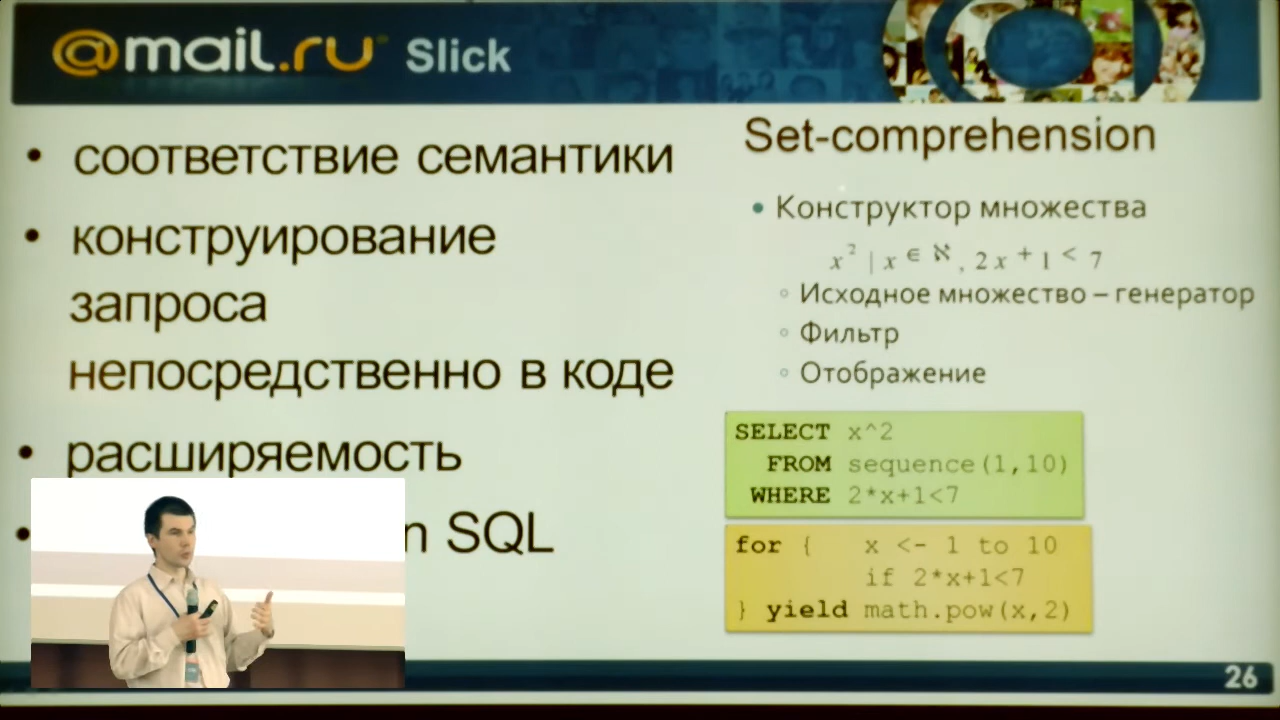 @mail.ru Slick
• соответствие семантики
• конструирование
запроса
непосредственно в коде
• расширяемость
• SQL
Set-comprehension
• Конструктор множества
x² | x ∈ ℵ, 2x + 1 < 7
◦ Исходное множество – генератор
◦ Фильтр
◦ Отображение
SELECT x^2
FROM sequence(1,10)
WHERE 2*x+1<7
for { x <- 1 to 10
if 2*x+1<7
} yield math.pow(x,2)
26